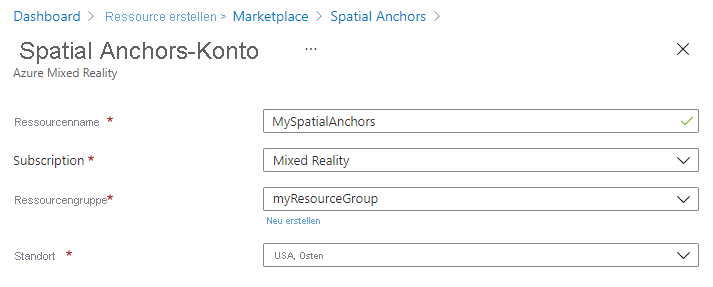 Dashboard > Ressource erstellen > Marketplace > Spatial Anchors >
Spatial Anchors-Konto ...
Azure Mixed Reality
Ressourcenname * MySpatialAnchors
Subscription * Mixed Reality
Ressourcengruppe* myResourceGroup
Neu erstellen
Standort * USA, Osten